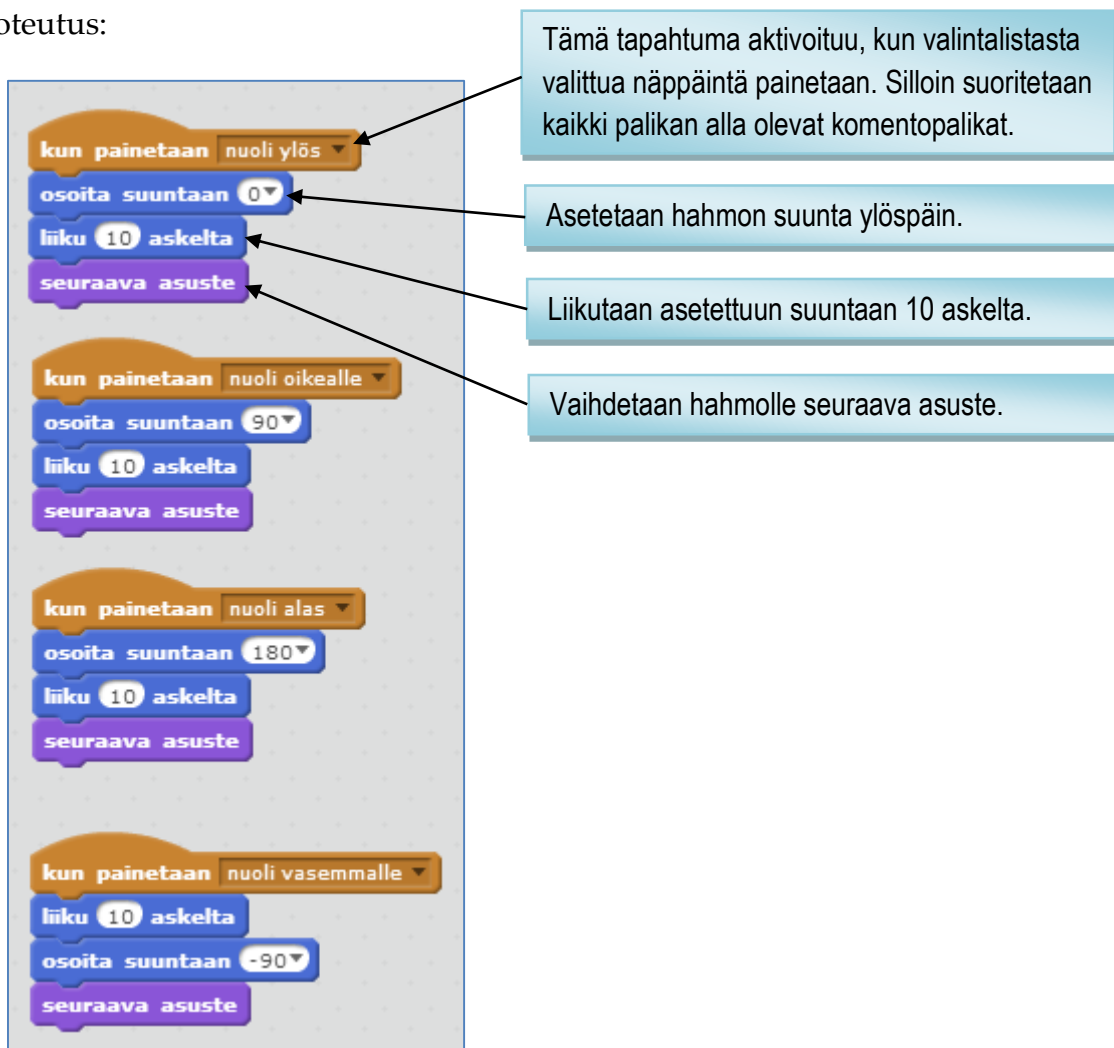 oteutus:
kun painetaan nuoli ylös
osoita suuntaan 0
liiku 10 askelta
seuraava asuste
Tämä tapahtuma aktivoituu, kun valintalistasta
valittua näppäintä painetaan. Silloin suoritetaan
kaikki palikan alla olevat komentopalikat.
Asetetaan hahmon suunta ylöspäin.
Liikutaan asetettuun suuntaan 10 askelta.
Vaihdetaan hahmolle seuraava asuste.
kun painetaan nuoli oikealle
osoita suuntaan 90
liiku 10 askelta
seuraava asuste
kun painetaan nuoli alas
osoita suuntaan 180
liiku 10 askelta
seuraava asuste
kun painetaan nuoli vasemmalle
liiku 10 askelta
osoita suuntaan -90
seuraava asuste